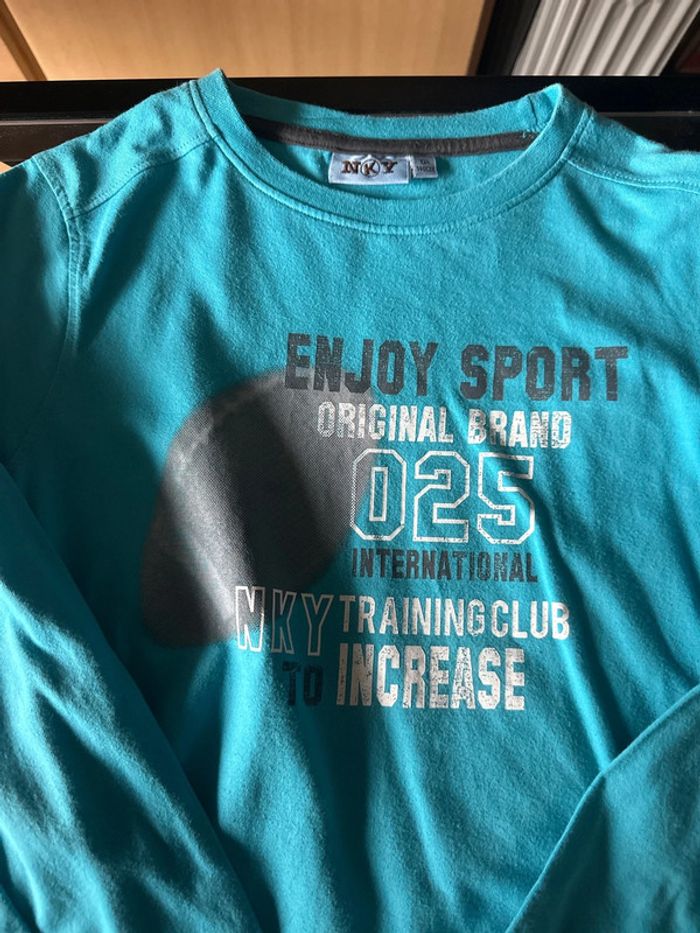 NKY
ENJOY SPORT
ORIGINAL BRAND
025
INTERNATIONAL
NKY TRAINING CLUB
TO INCREASE